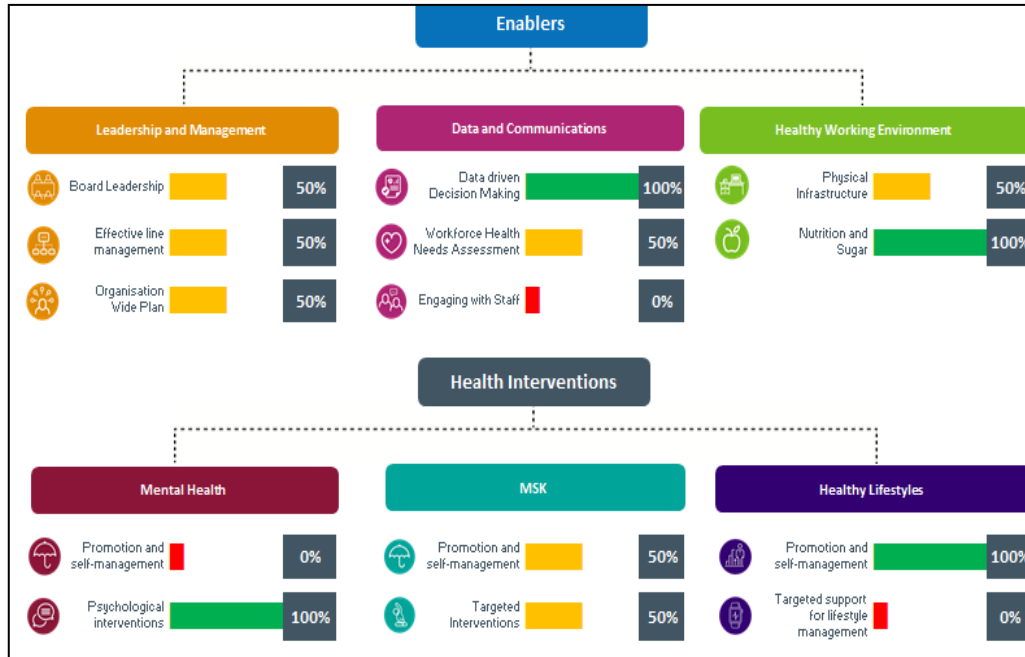 Enablers
Leadership and Management
Data and Communications
Healthy Working Environment
Board Leadership
50%
Effective line
management
50%
Organisation
Wide Plan
50%
Data driven
Decision Making
100%
Workforce Health
Needs Assessment
50%
Engaging with Staff
0%
Physical
Infrastructure
50%
Nutrition and
Sugar
100%
Health Interventions
Mental Health
MSK
Healthy Lifestyles
Promotion and
self-management
0%
Psychological
interventions
100%
Promotion and
self-management
50%
Targeted
Interventions
50%
Promotion and
self-management
100%
Targeted support
for lifestyle
management
0%